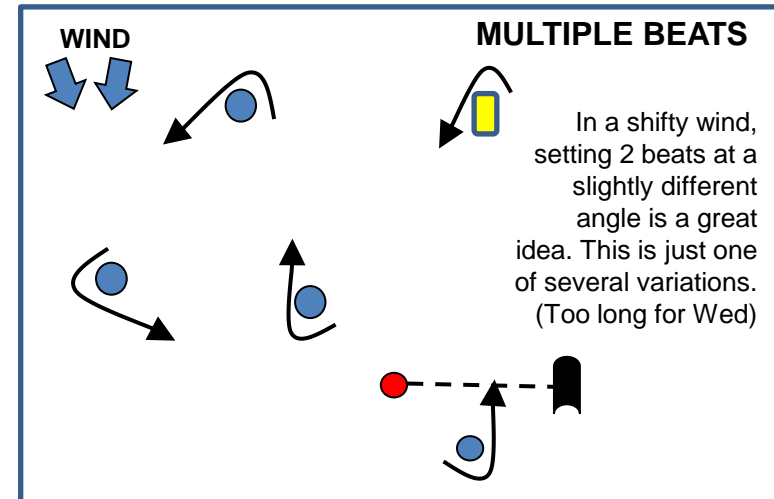 WIND
MULTIPLE BEATS
In a shifty wind,
setting 2 beats at a
slightly different
angle is a great
idea. This is just one
of several variations.
(Too long for Wed)